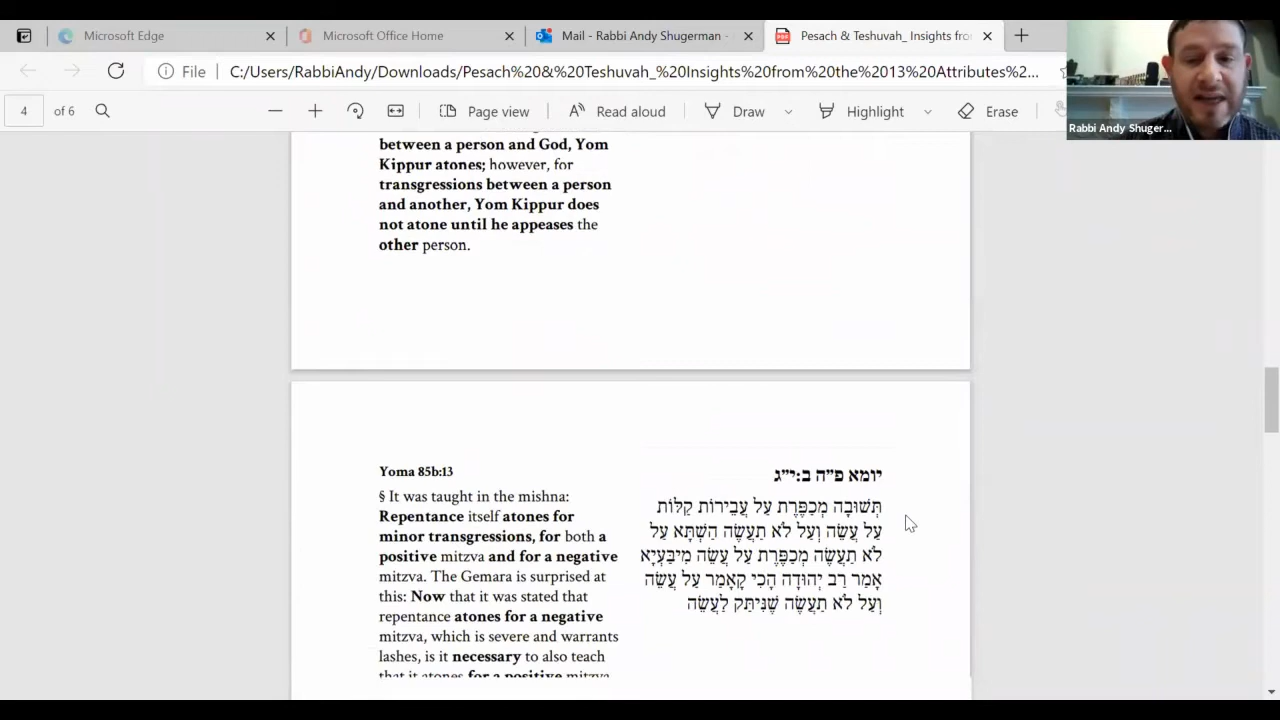 Microsoft Edge
Microsoft Office Home
Mail - Rabbi Andy Shugerman -
Pesach & Teshuvah_ Insights fro
File
C:/Users/RabbiAndy/Downloads/Pesach%20&%20Teshuvah_%20Insights%20from%20the%2013%20Attributes%2...
Rabbi Andy Shuger...
4 of 6
Page view
Read aloud
Draw
Highlight
Erase
between a person and God, Yom
Kippur atones; however, for
transgressions between a person
and another, Yom Kippur does
not atone until he appeases the
other person.
Yoma 85b:13
§ It was taught in the mishna:
Repentance itself atones for
minor transgressions, for both a
positive mitzva and for a negative
mitzva. The Gemara is surprised at
this: Now that it was stated that
repentance atones for a negative
mitzva, which is severe and warrants
lashes, is it necessary to also teach
that it atones for a positive mitzva
יומא פ״ה ב:י״ג
תְּשׁוּבָה מְכַפֶּרֶת עַל עֲבֵירוֹת קַלּוֹת
עַל עֲשֵׂה וְעַל לֹא תַעֲשֶׂה הַשְׁתָּא עַל
לֹא תַעֲשֶׂה מְכַפֶּרֶת עַל עֲשֵׂה מִיבַּעְיָא
אָמַר רַב יְהוּדָה הָכִי קָאָמַר עַל עֲשֵׂה
וְעַל לֹא תַעֲשֶׂה שֶׁנִּיתַּק לַעֲשֵׂה